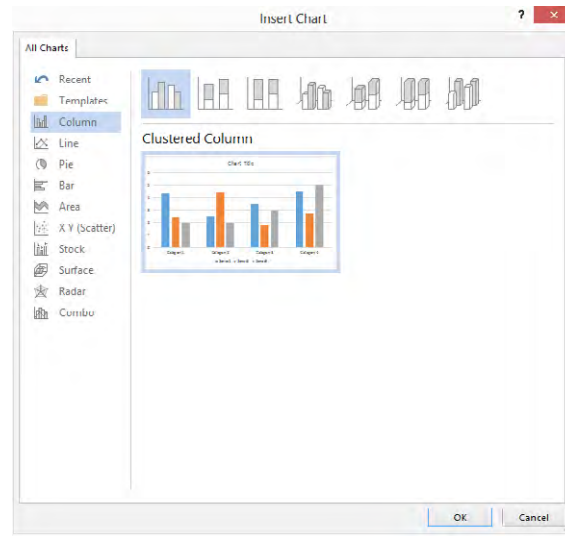 Insert Chart
?
All Charts
Recent
Templates
Column
Line
Pie
Bar
Area
X Y (Scatter)
Stock
Surface
Radar
Combo
Clustered Column
Chart Title
OK
Cancel